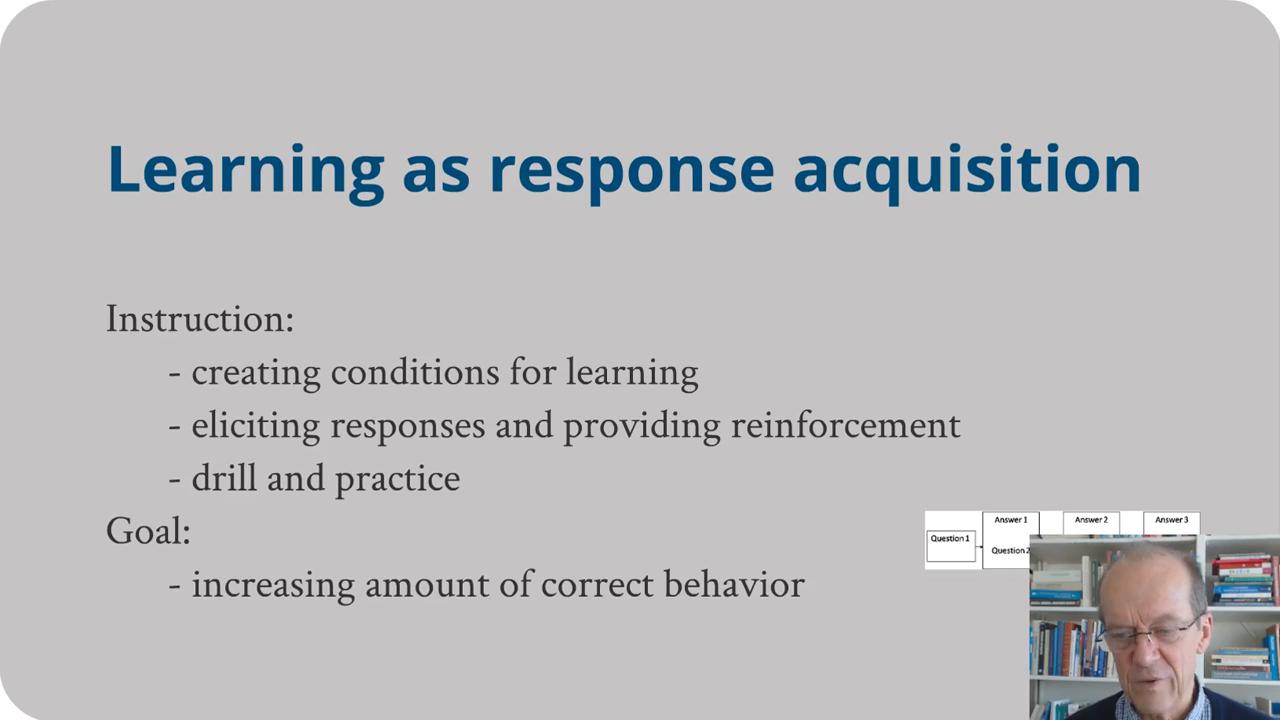 Learning as response acquisition
Instruction:
- creating conditions for learning
- eliciting responses and providing reinforcement
- drill and practice
Goal:
- increasing amount of correct behavior
Answer 1
Answer 2
Answer 3
Question 1
Question